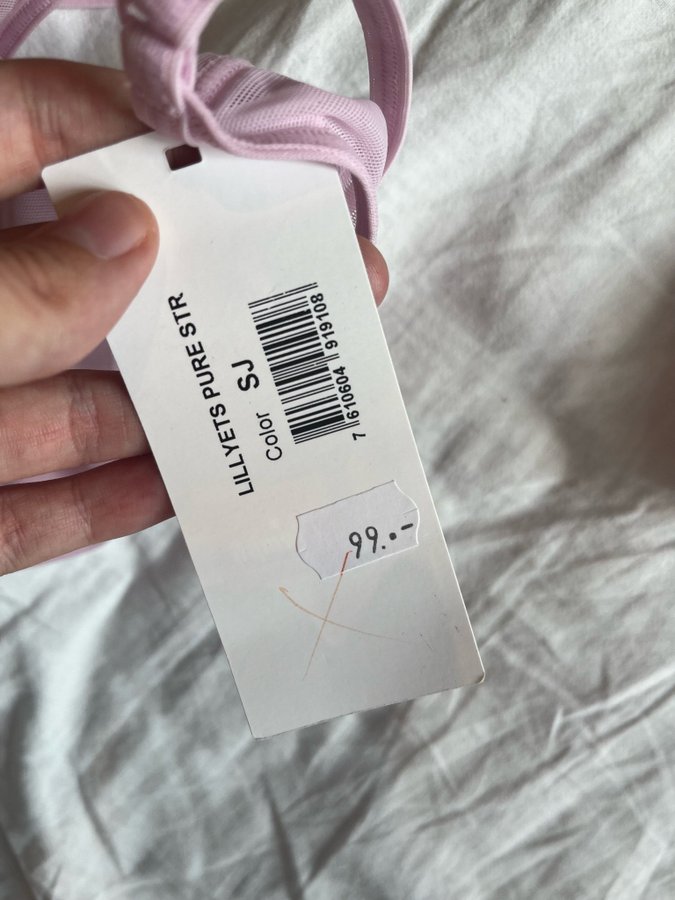 LILLYETS PURE STR
Color SJ
7 610604 919108
99.-